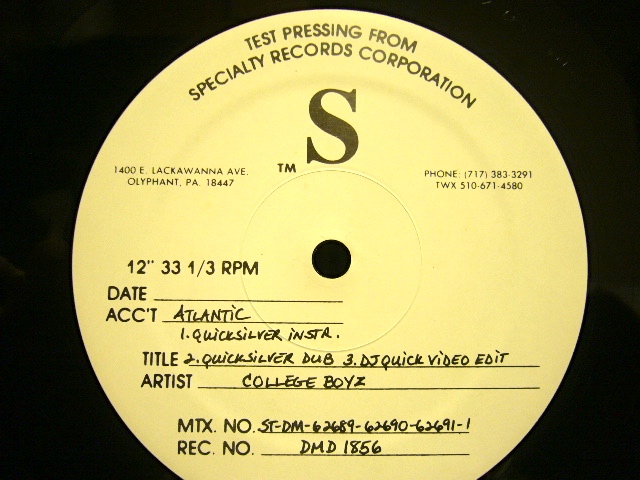 TEST PRESSING FROM
SPECIALTY RECORDS CORPORATION
S
TM
1400 E. LACKAWANNA AVE.
OLYPHANT, PA. 18447
PHONE: (717) 383-3291
TWX 510-671-4580
12" 33 1/3 RPM
DATE
ACC'T ATLANTIC
1. QUICKSILVER INSTR.
TITLE 2. QUICKSILVER DUB 3. DJ QUICK VIDEO EDIT
ARTIST COLLEGE BOYZ
MTX. NO. ST-DM-62689-62690-62691-1
REC. NO. DMD 1856